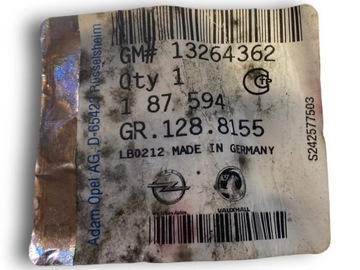 GM# 13264362
Qty 1
1 87 594
GR.128.8155
LB0212 MADE IN GERMANY
Adam Opel AG, D-65423 Rüsselsheim
S242577503
VAUXHALL